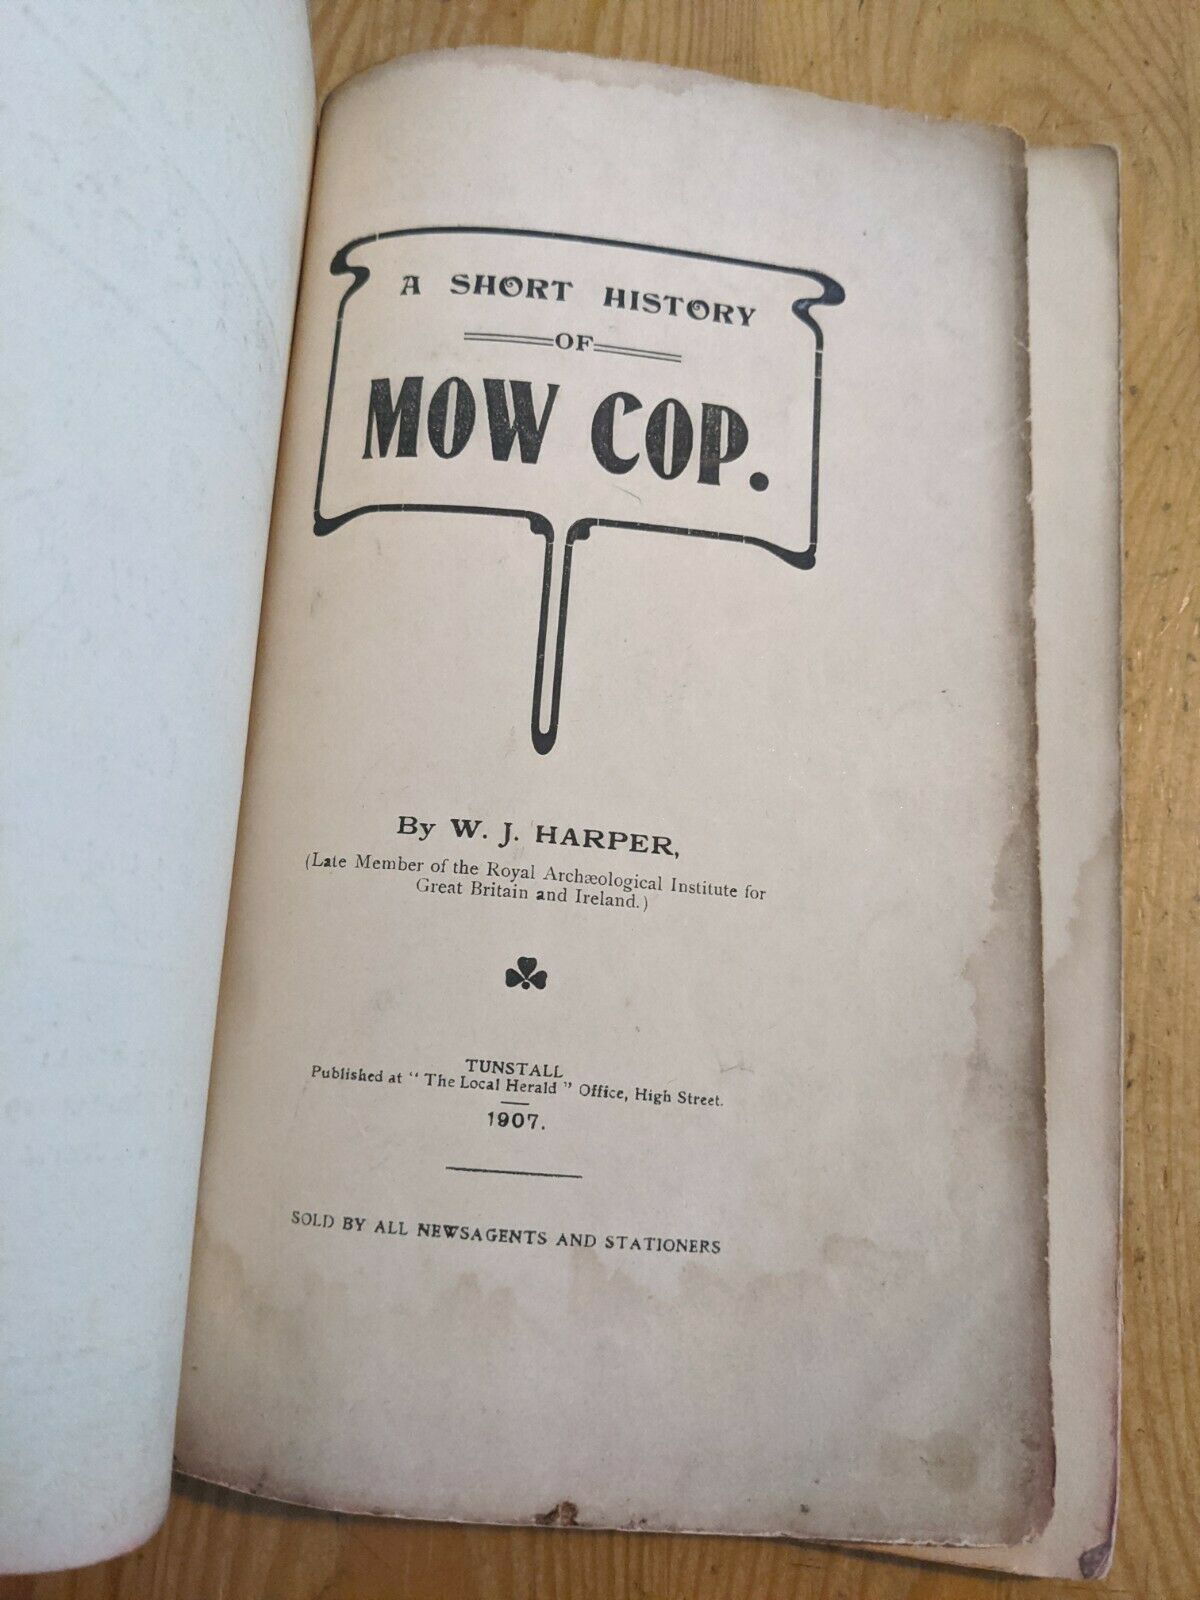 A SHORT HISTORY
OF
MOW COP.
By W. J. HARPER,
(Late Member of the Royal Archæological Institute for
Great Britain and Ireland.)
TUNSTALL
Published at “ The Local Herald ” Office, High Street.
1907.
SOLD BY ALL NEWSAGENTS AND STATIONERS